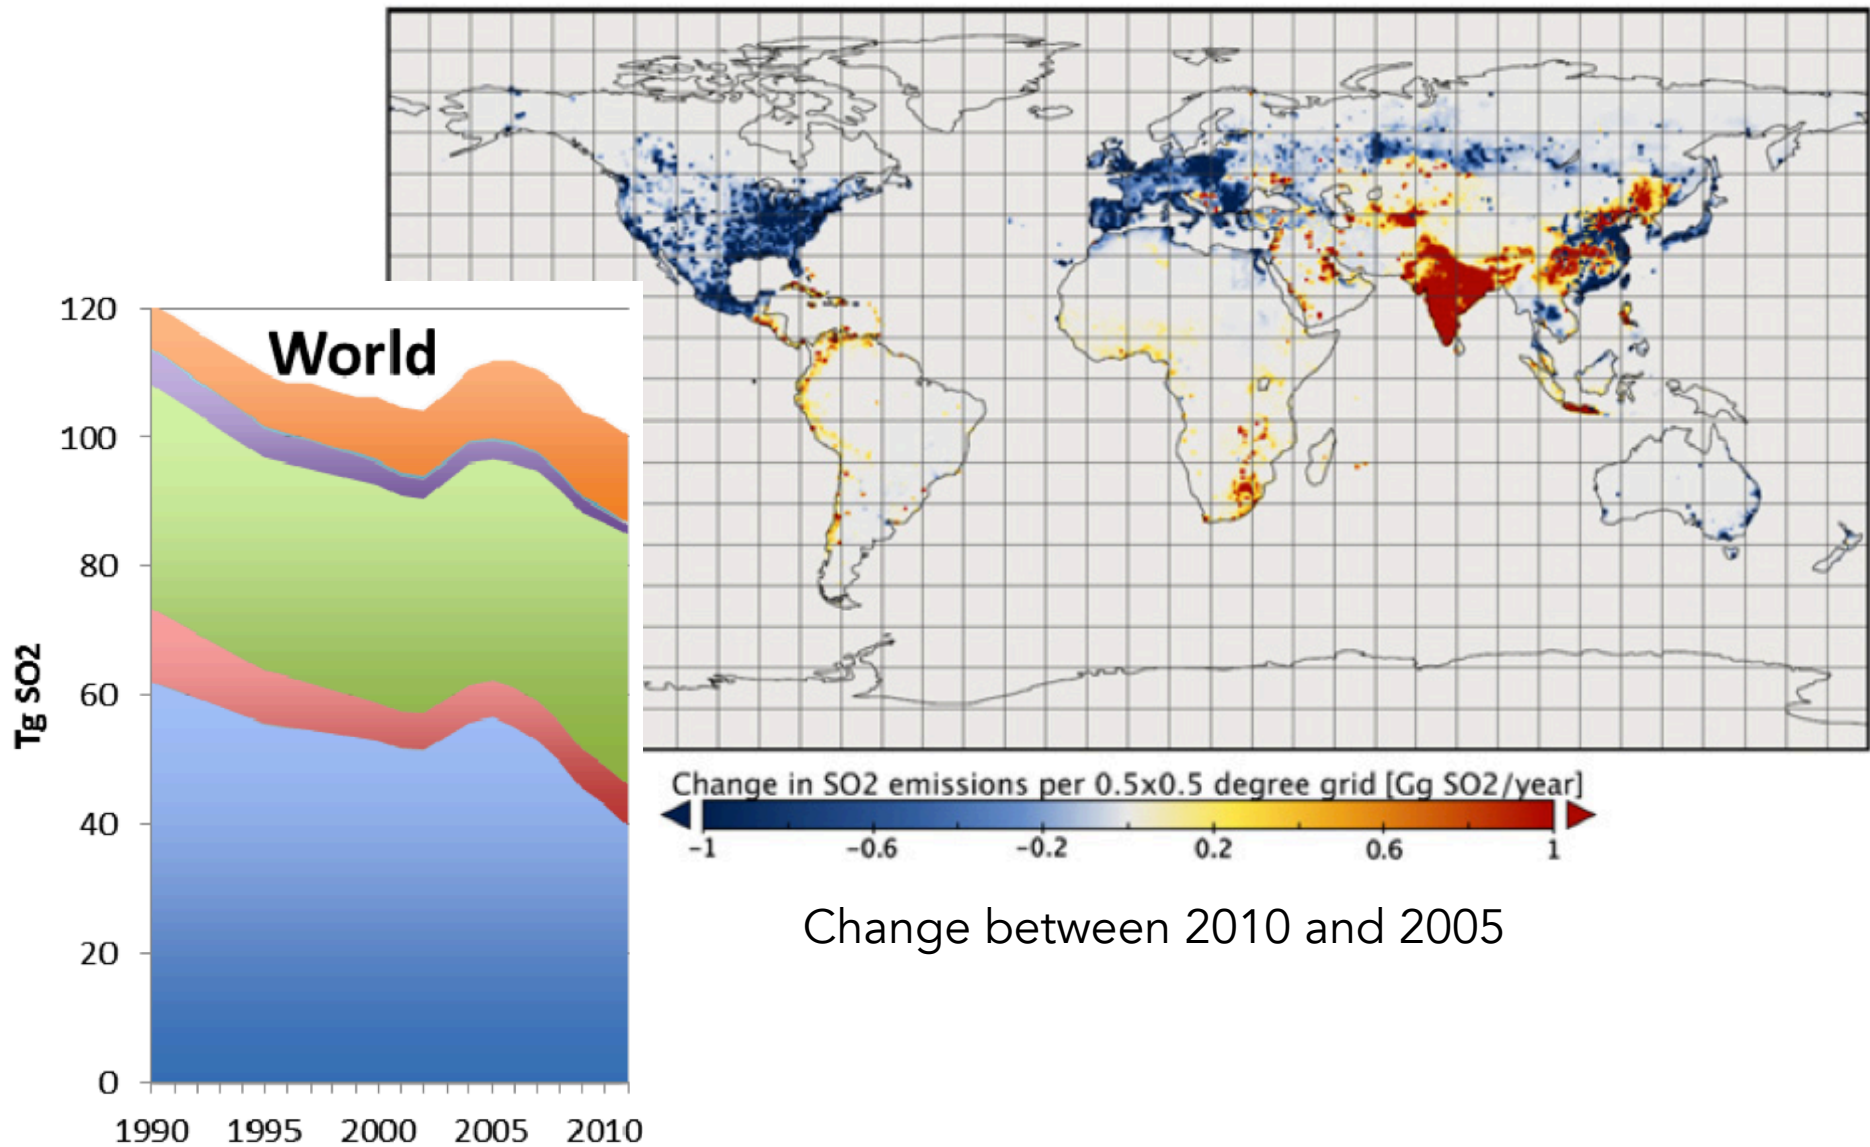 World
Tg SO2
120
100
80
60
40
20
0
1990 1995 2000 2005 2010
Change in SO2 emissions per 0.5x0.5 degree grid [Gg SO2/year]
-1 -0.6 -0.2 0.2 0.6 1
Change between 2010 and 2005